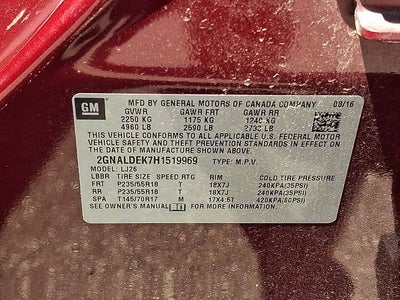 GM
MFD BY GENERAL MOTORS OF CANADA COMPANY 08/16
GVWR GAWR FRT GAWR RR
2250 KG 1175 KG 1240 KG
4960 LB 2590 LB 2733 LB
THIS VEHICLE CONFORMS TO ALL APPLICABLE U.S. FEDERAL MOTOR
VEHICLE SAFETY AND THEFT PREVENTION STANDARDS IN EFFECT ON
THE DATE OF MANUFACTURE SHOWN ABOVE.
2GNALDEK7H1519969 TYPE: M.P.V.
MODEL: LJ26
LBBR TIRE SIZE SPEED RTG RIM COLD TIRE PRESSURE
FRT P235/55R18 T 18X7J 240KPA(35PSI)
RR P235/55R18 T 18X7J 240KPA(35PSI)
SPA T145/70R17 M 17X4.5T 420KPA(60PSI)
SEE OWNER'S MANUAL FOR ADDITIONAL INFORMATION.